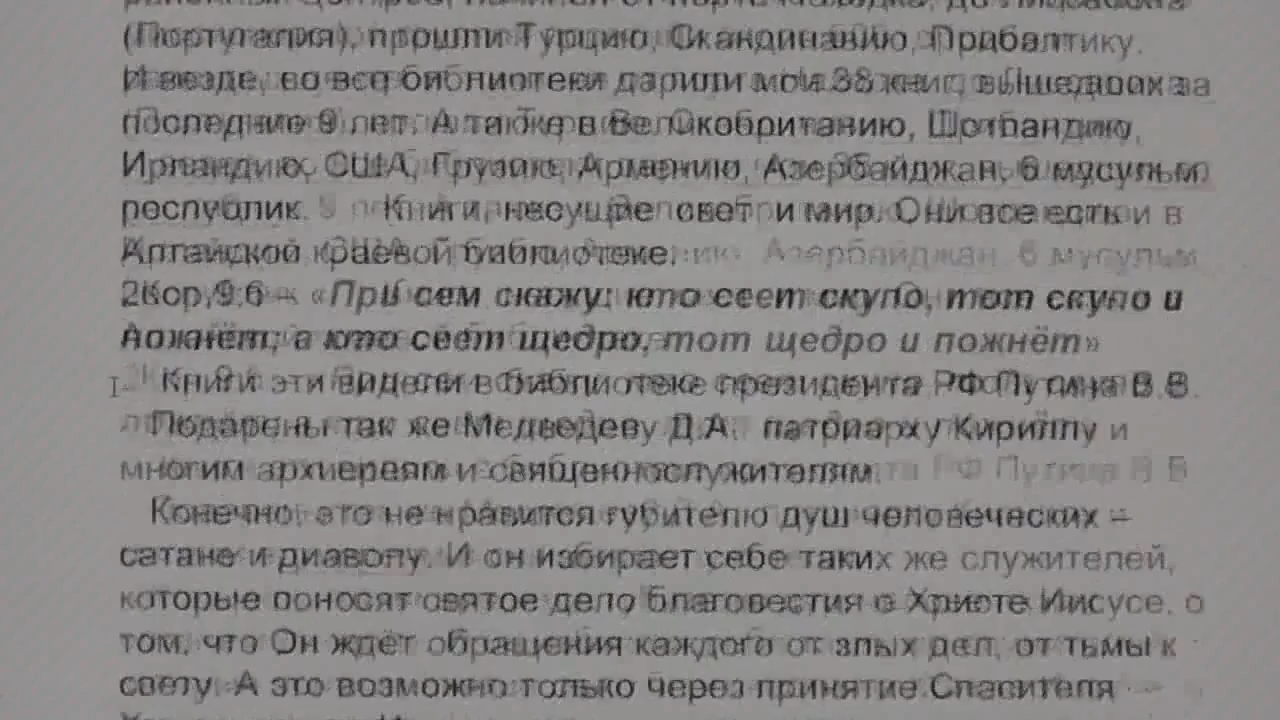 (Португалия), прошли Турцию, Скандинавию, Прибалтику.
И везде, во все библиотеки дарили мои 38 книг, вышедших за
последние 9 лет. А также в Великобританию, Шотландию,
Ирландию, США, Грузию, Армению, Азербайджан, 6 мусульм
республик. Книги, несущие свет и мир. Они все есть и в
Алтайской краевой библиотеке.
2Кор.9:6 – «При сем скажу: кто сеет скупо, тот скупо и
пожнёт; а кто сеет щедро, тот щедро и пожнёт»
Книги эти видели в библиотеке президента РФ Путина В.В.
Подарены так же Медведеву Д.А., патриарху Кириллу и
многим архиереям и священнослужителям.
Конечно, это не нравится губителю душ человеческих –
сатане и диаволу. И он избирает себе таких же служителей,
которые поносят святое дело благовестия о Христе Иисусе, о
том, что Он ждёт обращения каждого от злых дел, от тьмы к
свету. А это возможно только через принятие Спасителя